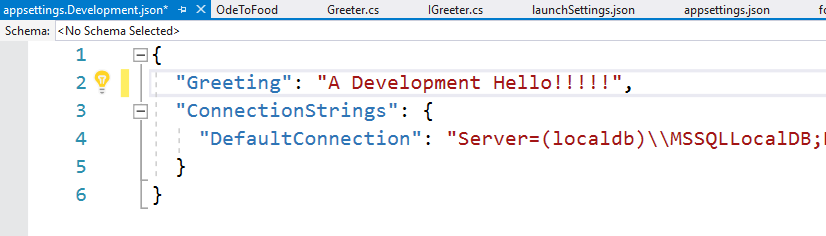 appsettings.Development.json* OdeToFood Greeter.cs IGreeter.cs launchSettings.json appsettings.json
Schema: <No Schema Selected>
1 {
2 "Greeting": "A Development Hello!!!!!",
3 "ConnectionStrings": {
4 "DefaultConnection": "Server=(localdb)\\MSSQLLocalDB;
5 }
6 }